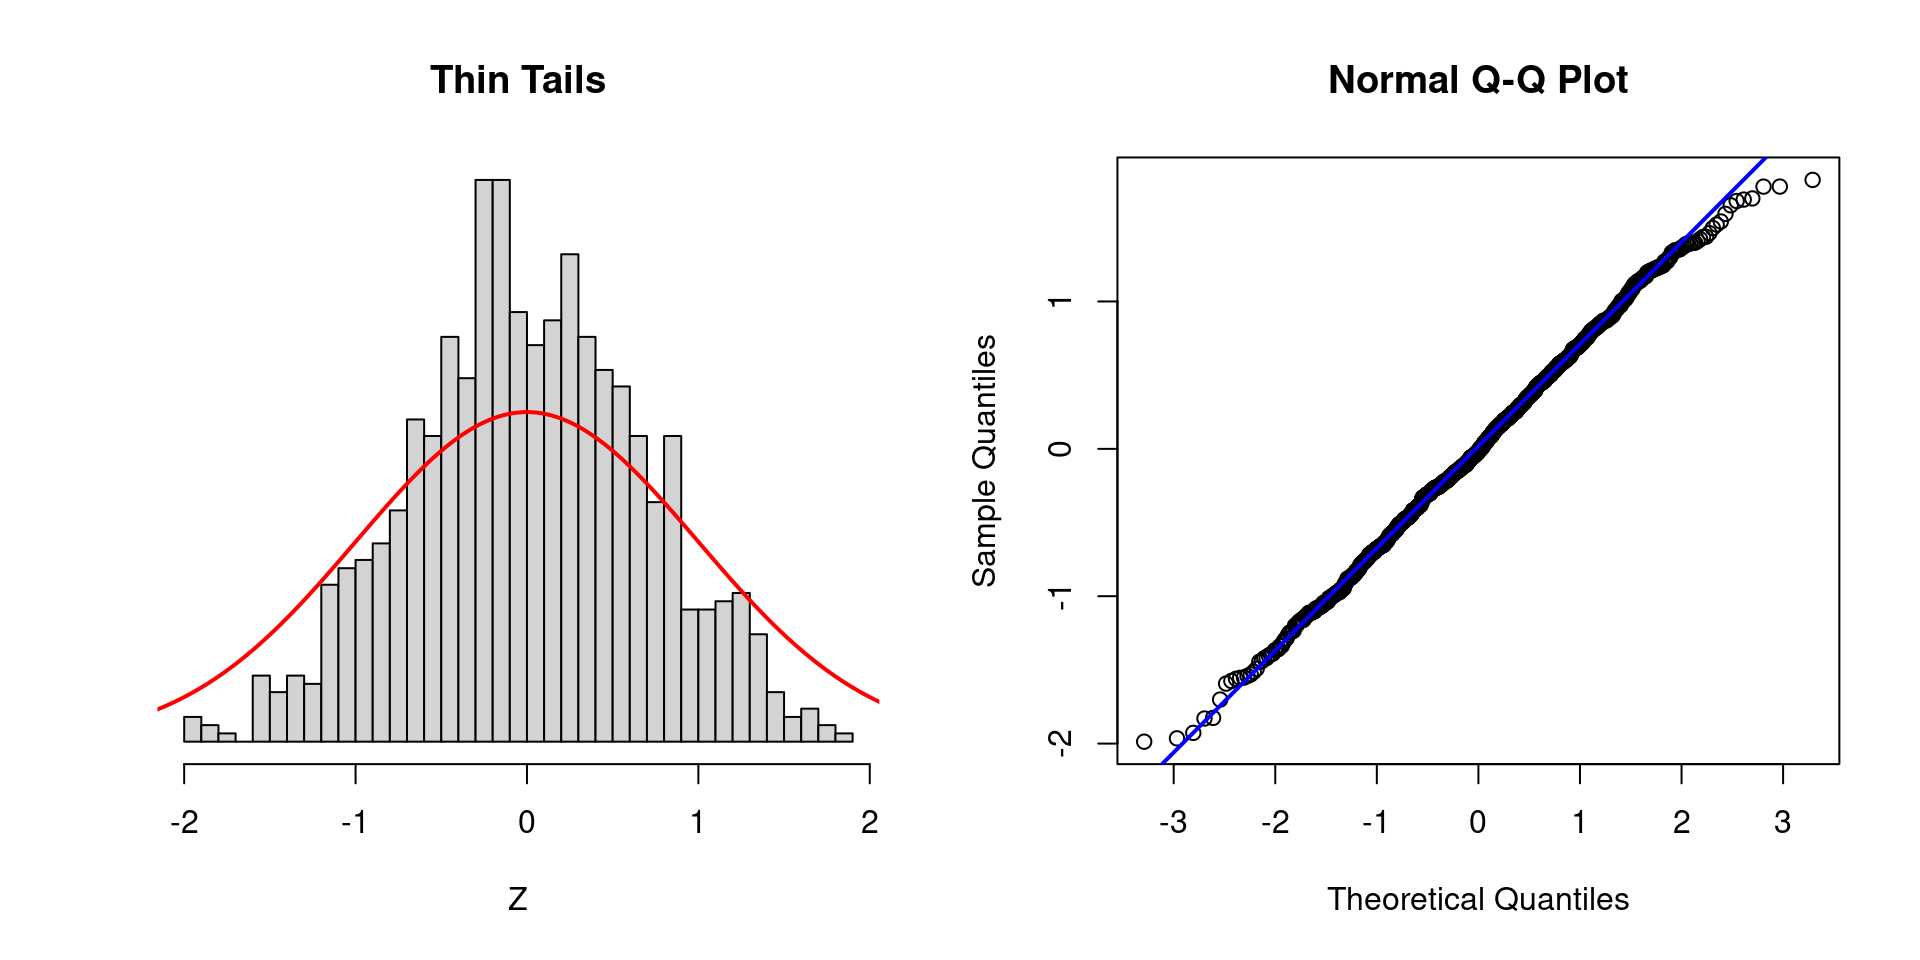 Thin Tails
-2 -1 0 1 2
Z
Normal Q-Q Plot
Sample Quantiles
1
0
-1
-2
-3 -2 -1 0 1 2 3
Theoretical Quantiles